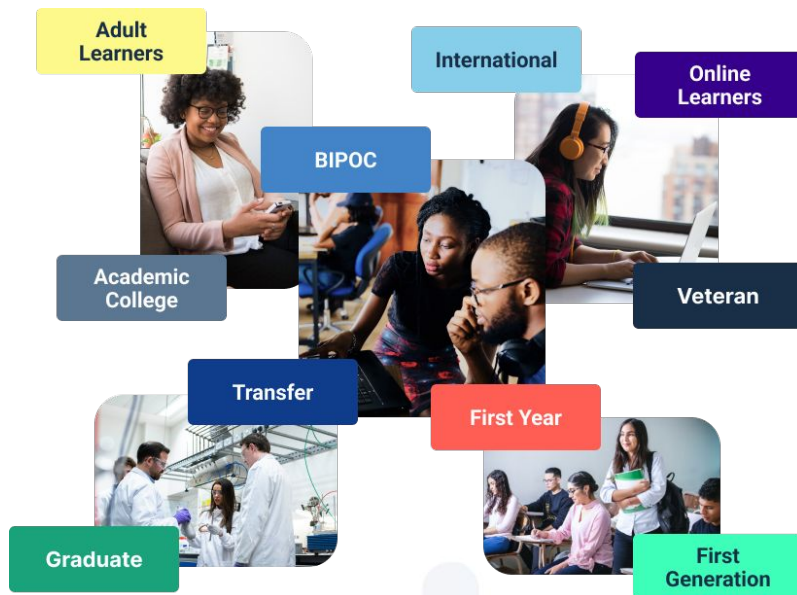 Adult
Learners
International
Online
Learners
BIPOC
Academic
College
Veteran
Transfer
First Year
Graduate
First
Generation